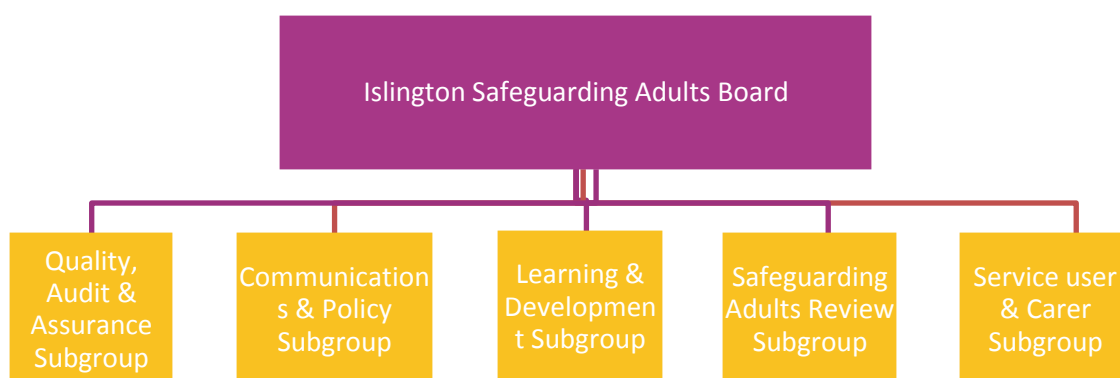 Islington Safeguarding Adults Board
Quality,
Audit &
Assurance
Subgroup
Communication
s & Policy
Subgroup
Learning &
Developmen
t Subgroup
Safeguarding
Adults Review
Subgroup
Service user
& Carer
Subgroup